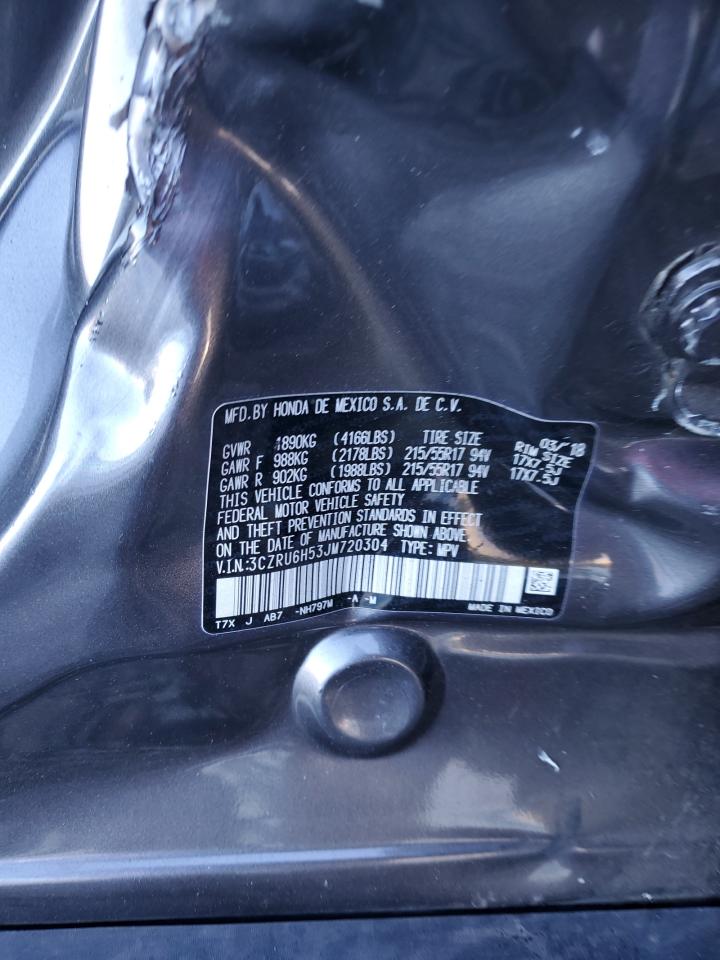 MFD. BY HONDA DE MEXICO S.A. DE C.V.
03/18
GVWR 1890KG (4166LBS) TIRE SIZE RIM SIZE
GAWR F 988KG (2178LBS) 215/55R17 94V 17X7.5J
GAWR R 902KG (1988LBS) 215/55R17 94V 17X7.5J
THIS VEHICLE CONFORMS TO ALL APPLICABLE
FEDERAL MOTOR VEHICLE SAFETY
AND THEFT PREVENTION STANDARDS IN EFFECT
ON THE DATE OF MANUFACTURE SHOWN ABOVE.
V.I.N.:3CZRU6H53JM720304 TYPE: MPV
T7X J AB7 -NH797M -A -M MADE IN MEXICO